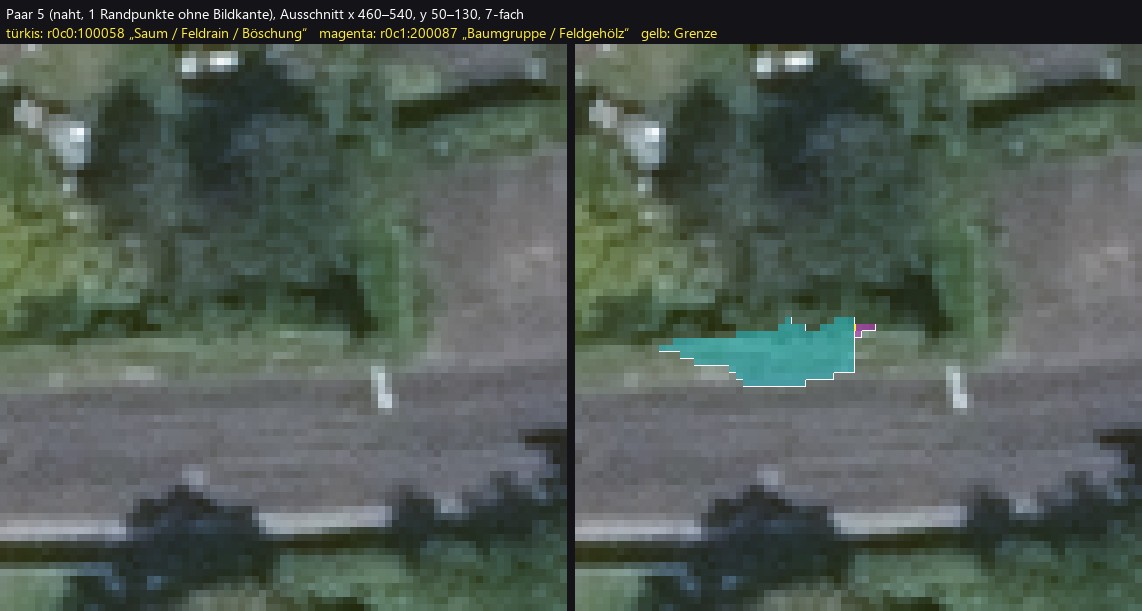 Paar 5 (naht, 1 Randpunkte ohne Bildkante), Ausschnitt x 460–540, y 50–130, 7-fach
türkis: r0c0:100058 „Saum / Feldrain / Böschung“ magenta: r0c1:200087 „Baumgruppe / Feldgehölz“ gelb: Grenze